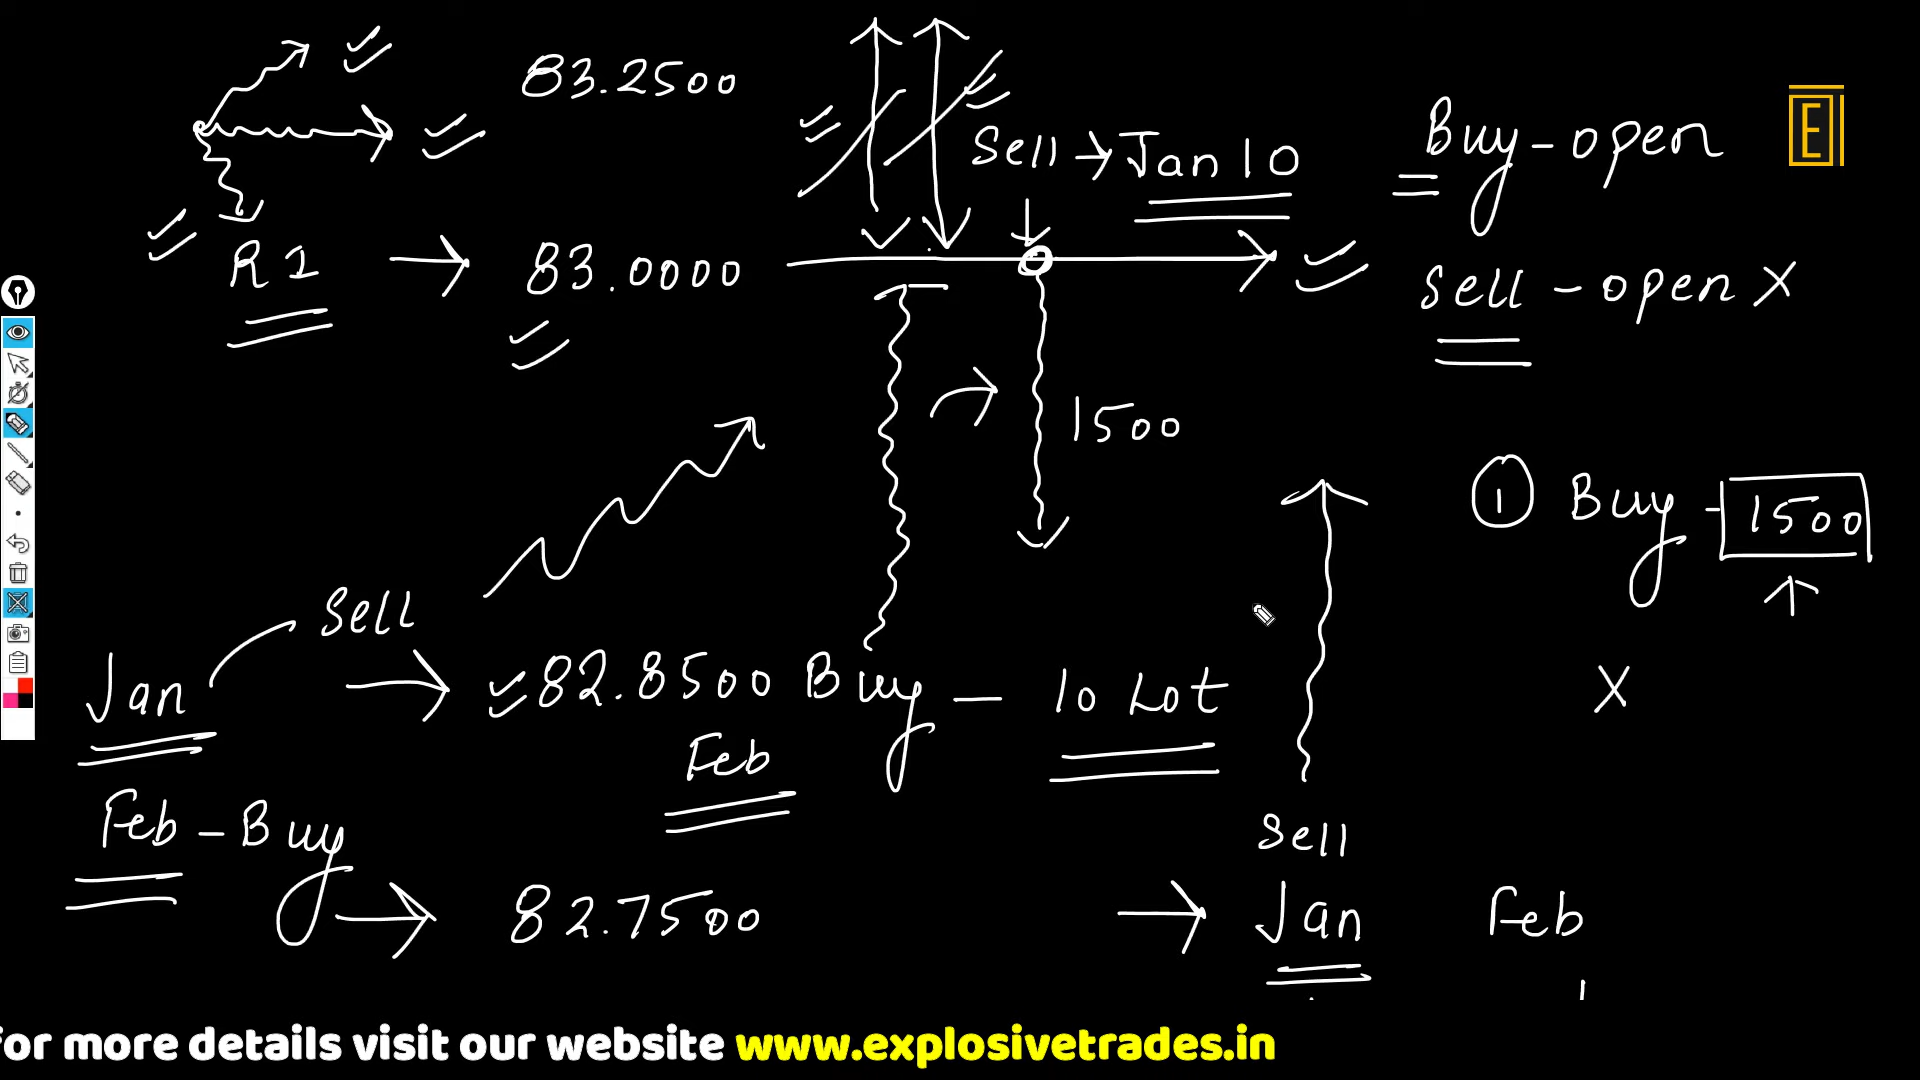 83.2500
Sell → Jan 10
Buy - open
E
R1 → 83.0000
Sell - open X
1500
① Buy - 1500
Sell
Jan → 82.8500 Buy - 10 Lot
X
Feb
Feb - Buy
→ 82.7500
Sell
→ Jan Feb
for more details visit our website www.explosivetrades.in